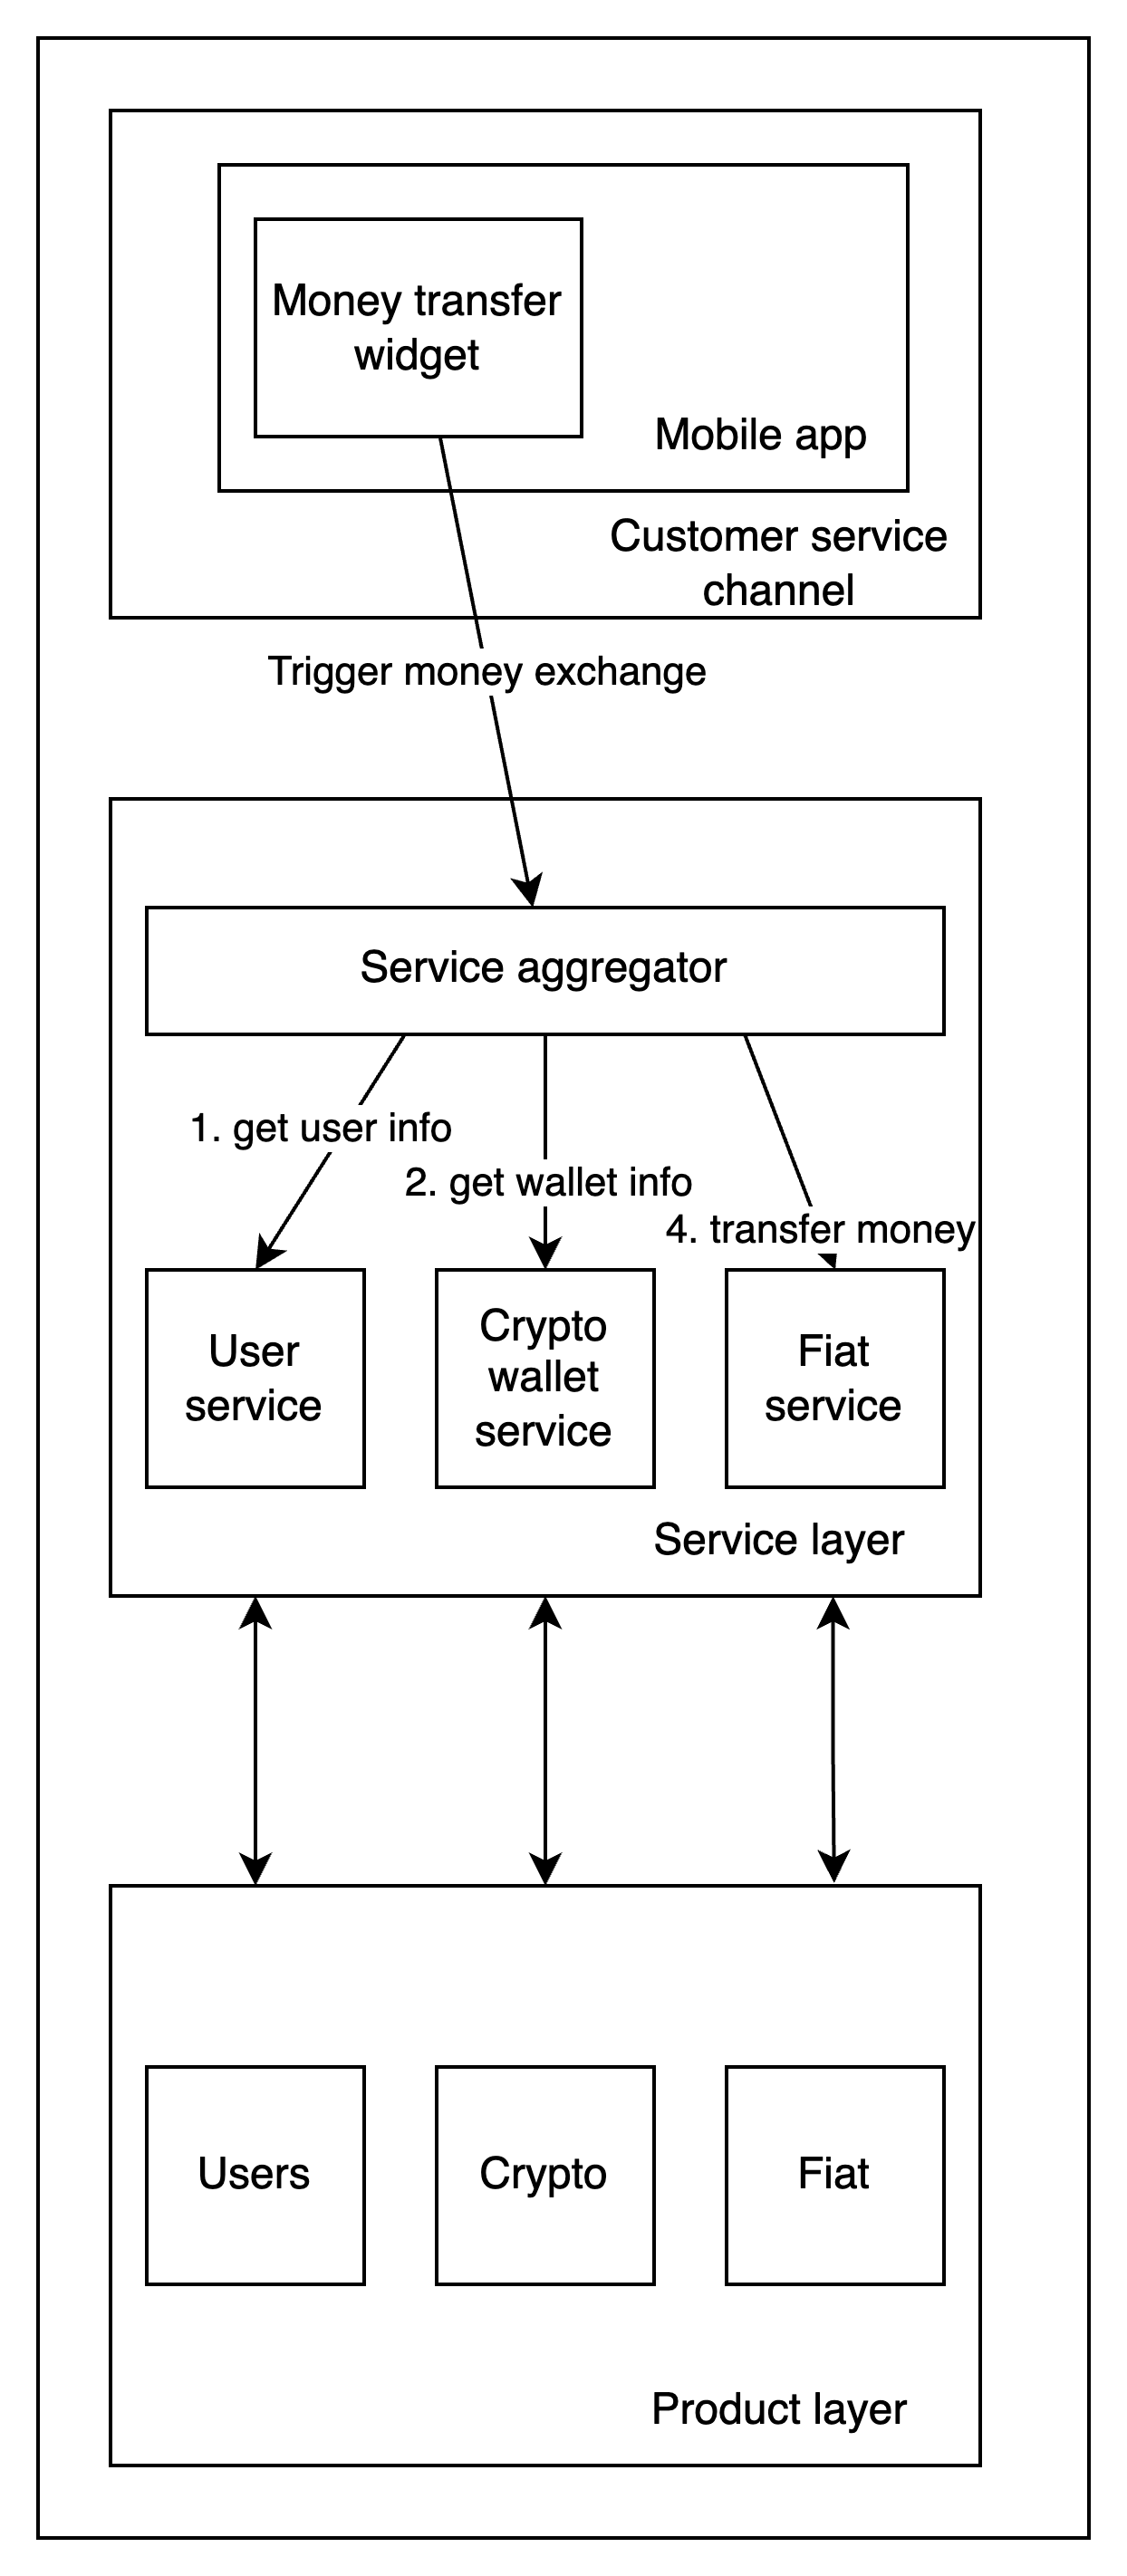 Money transfer
widget
Mobile app
Customer service
channel
Trigger money exchange
Service aggregator
1. get user info
2. get wallet info
4. transfer money
User
service
Crypto
wallet
service
Fiat
service
Service layer
Users
Crypto
Fiat
Product layer